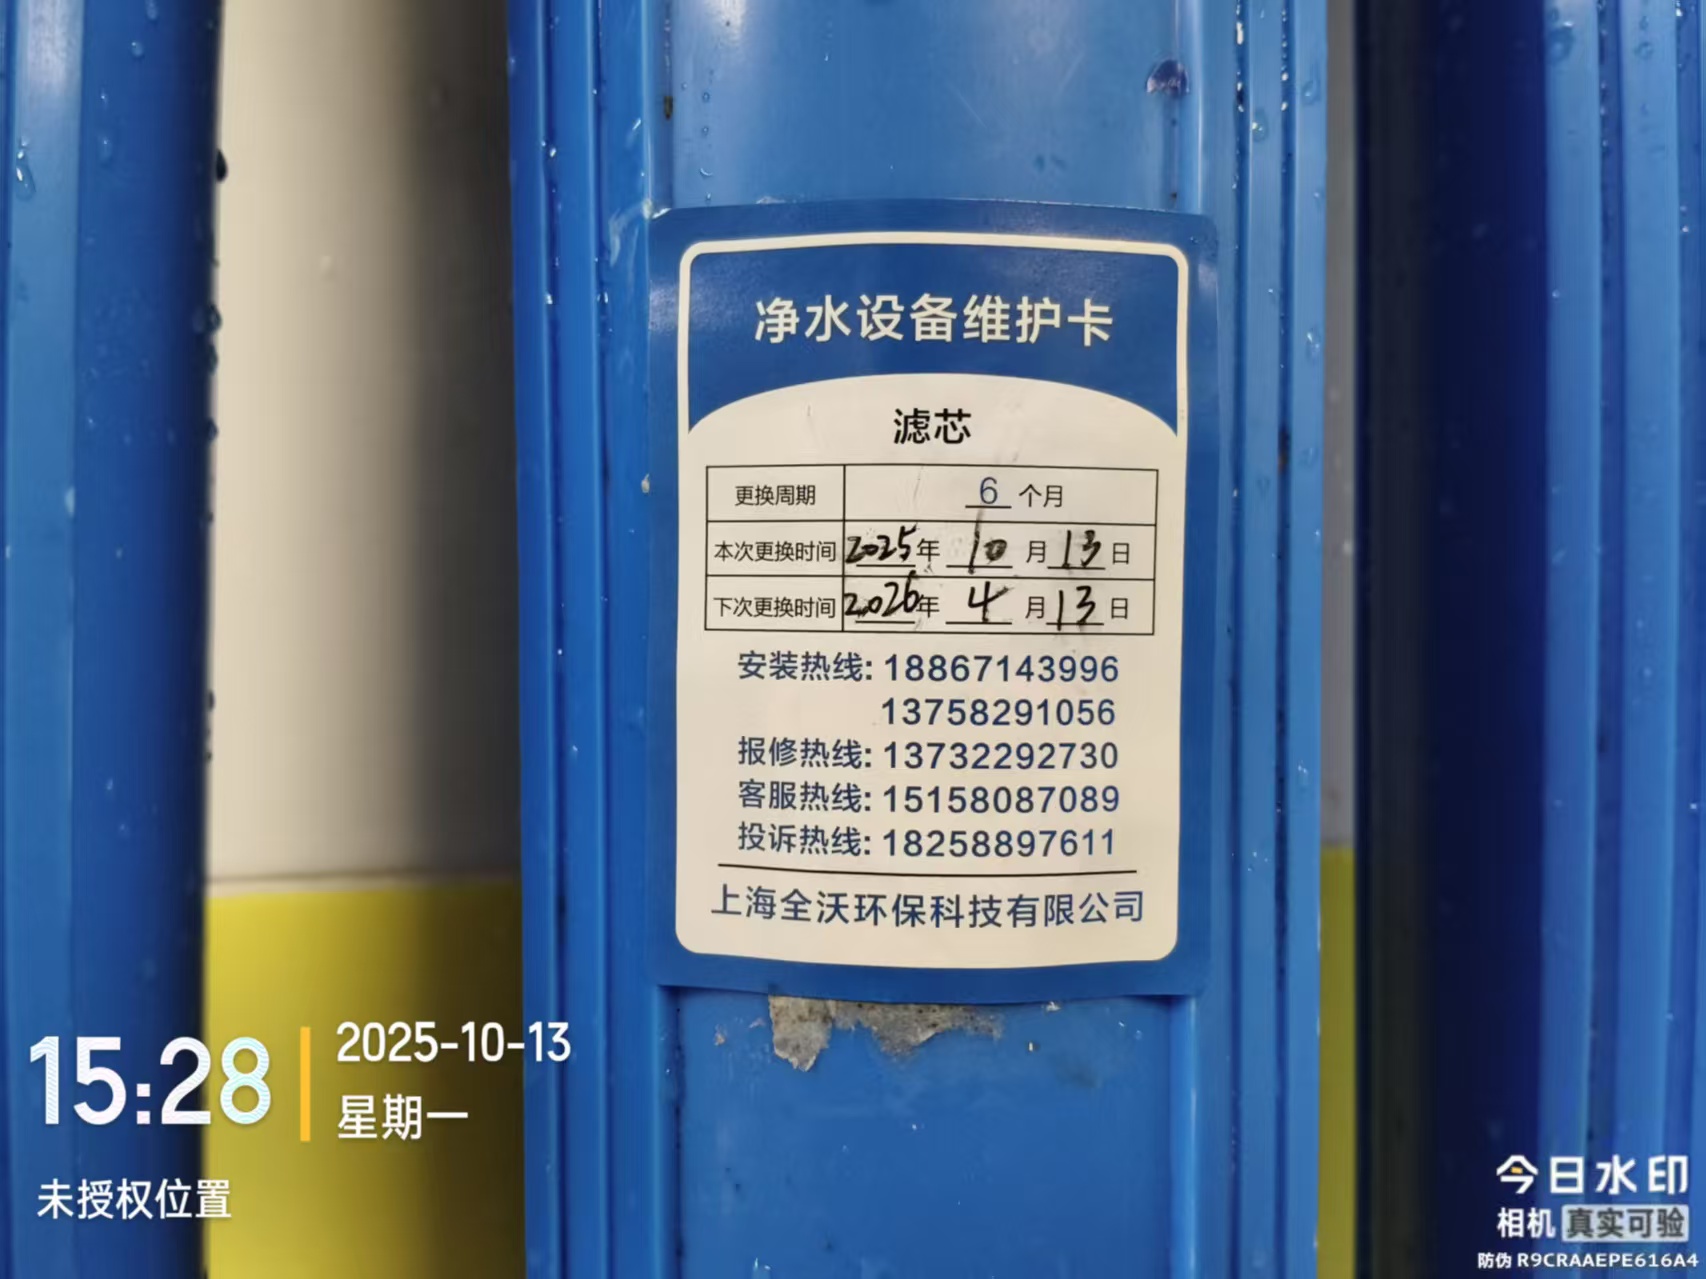 净水设备维护卡
滤芯
更换周期 6 个月
本次更换时间 2025年 10 月 13 日
下次更换时间 2026年 4 月 13 日
安装热线: 18867143996
13758291056
报修热线: 13732292730
客服热线: 15158087089
投诉热线: 18258897611
上海全沃环保科技有限公司
15:28
2025-10-13
星期一
未授权位置
今日水印
相机 真实可验
防伪 R9CRAAEPE616A4